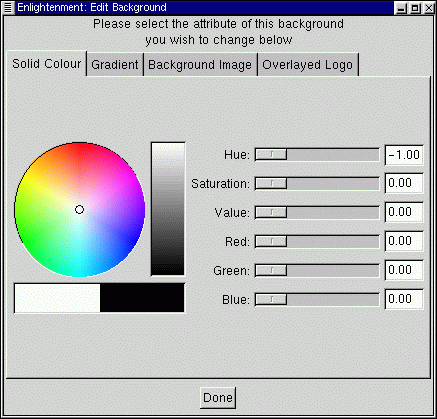 Enlightenment: Edit Background
Please select the attribute of this background
you wish to change below
Solid Colour
Gradient
Background Image
Overlayed Logo
Hue: -1.00
Saturation: 0.00
Value: 0.00
Red: 0.00
Green: 0.00
Blue: 0.00
Done